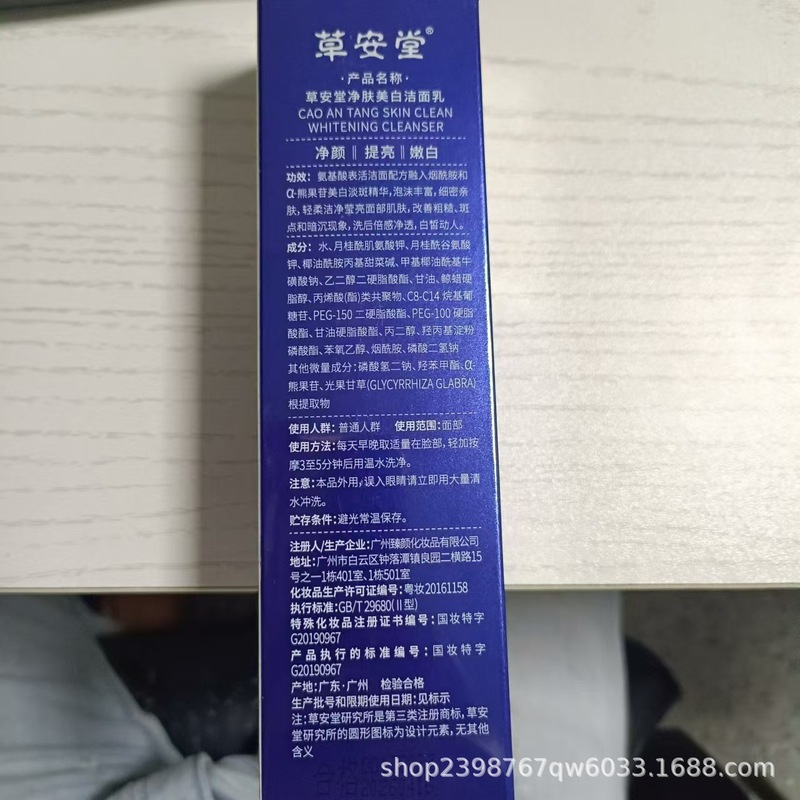 草安堂®
·产品名称·
草安堂净肤美白洁面乳
CAO AN TANG SKIN CLEAN
WHITENING CLEANSER
净颜 ‖ 提亮 ‖ 嫩白
功效：氨基酸表活洁面配方融入烟酰胺和
α-熊果苷美白淡斑精华，泡沫丰富，细密亲
肤，轻柔洁净莹亮面部肌肤，改善粗糙、斑
点和暗沉现象，洗后倍感净透，白皙动人。
成分：水、月桂酰肌氨酸钾、月桂酰谷氨酸
钾、椰油酰胺丙基甜菜碱、甲基椰油酰基牛
磺酸钠、乙二醇二硬脂酸酯、甘油、鲸蜡硬
脂醇、丙烯酸(酯)类共聚物、C8-C14 烷基葡
糖苷、PEG-150 二硬脂酸酯、PEG-100 硬脂
酸酯、甘油硬脂酸酯、丙二醇、羟丙基淀粉
磷酸酯、苯氧乙醇、烟酰胺、磷酸二氢钠
其他微量成分：磷酸氢二钠、羟苯甲酯、α-
熊果苷、光果甘草(GLYCYRRHIZA GLABRA)
根提取物
使用人群：普通人群 使用范围：面部
使用方法：每天早晚取适量在脸部，轻加按
摩3至5分钟后用温水洗净。
注意：本品外用，误入眼睛请立即用大量清
水冲洗。
贮存条件：避光常温保存。
注册人/生产企业：广州臻颜化妆品有限公司
地址：广州市白云区钟落潭镇良园二横路15
号之一1栋401室、1栋501室
化妆品生产许可证编号：粤妆20161158
执行标准：GB/T 29680(Ⅱ型)
特殊化妆品注册证书编号：国妆特字
G20190967
产品执行的标准编号：国妆特字
G20190967
产地：广东·广州 检验合格
生产批号和限期使用日期：见标示
注：草安堂研究所是第三类注册商标，草安
堂研究所的圆形图标为设计元素，无其他
含义
shop2398767qw6033.1688.com